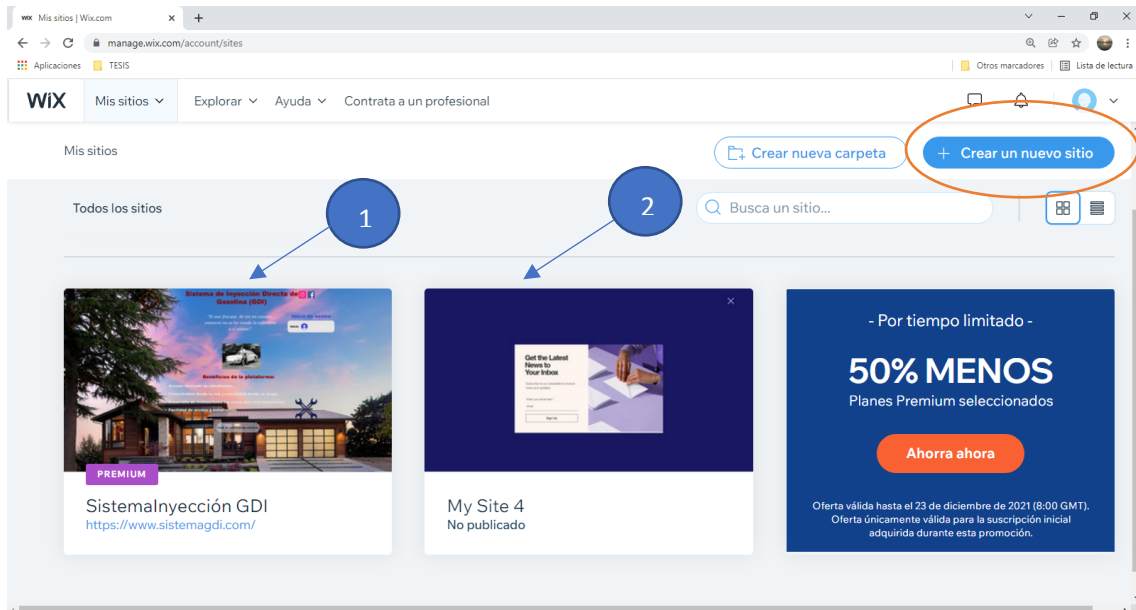 WiX Mis sitios | Wix.com
manage.wix.com/account/sites
Aplicaciones TESIS Otros marcadores Lista de lectura
WiX Mis sitios Explorar Ayuda Contrata a un profesional
Mis sitios Crear nueva carpeta + Crear un nuevo sitio
Todos los sitios 1 2 Busca un sitio...
Sistema de Inyección Directa de
Gasolina (GDI)
Beneficios de la plataforma:
PREMIUM
SistemaInyección GDI
https://www.sistemagdi.com/
Get the Latest
News to
Your Inbox
Sign Up
My Site 4
No publicado
- Por tiempo limitado -
50% MENOS
Planes Premium seleccionados
Ahorra ahora
Oferta válida hasta el 23 de diciembre de 2021 (8:00 GMT).
Oferta únicamente válida para la suscripción inicial
adquirida durante esta promoción.